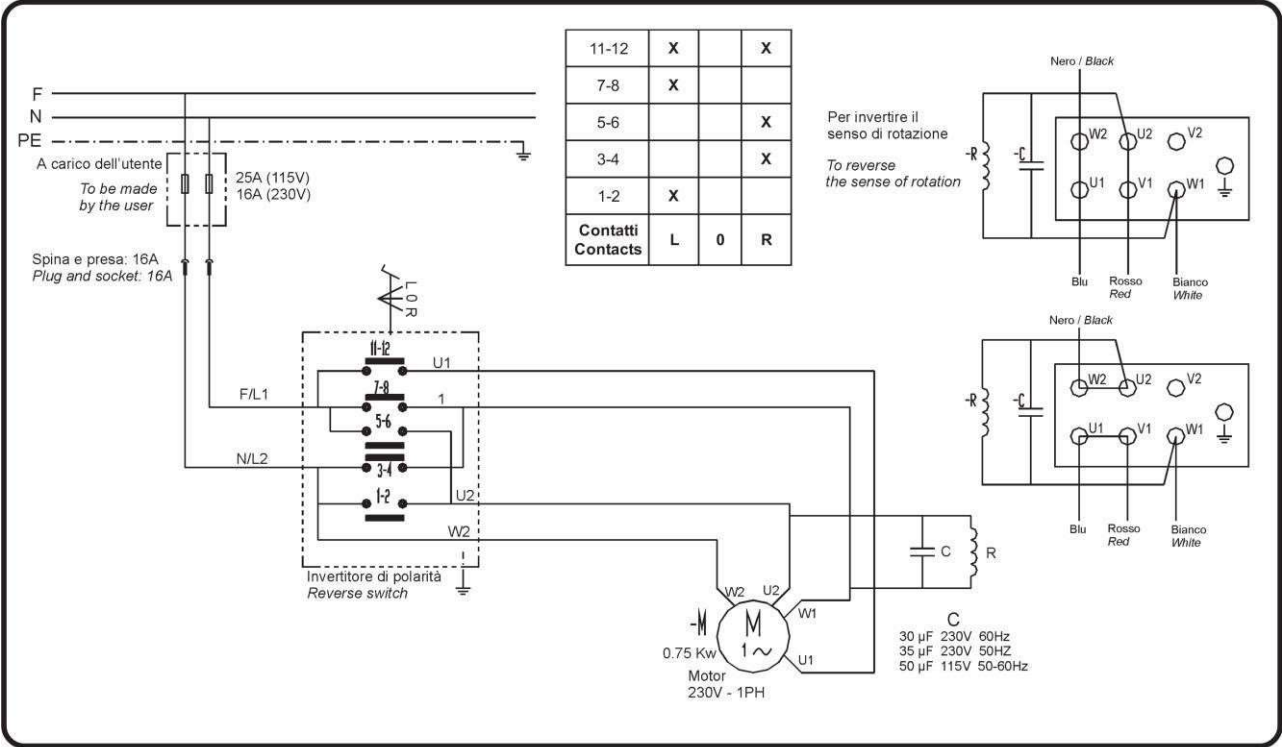 F
N
PE
A carico dell'utente
To be made
by the user
25A (115V)
16A (230V)
Spina e presa: 16A
Plug and socket: 16A
11-12 X X
7-8 X
5-6 X
3-4 X
1-2 X
Contatti
Contacts L 0 R
Per invertire il
senso di rotazione
To reverse
the sense of rotation
Nero / Black
-R
-C
W2 U2 V2
U1 V1 W1
Blu Rosso Bianco
Red White
Nero / Black
-R
-C
W2 U2 V2
U1 V1 W1
Blu Rosso Bianco
Red White
L 0 R
11-12
U1
7-8
F/L1
1
5-6
N/L2
3-4
1-2
U2
W2
Invertitore di polarità
Reverse switch
C
R
W2 U2
W1
-M
M
1~
U1
0.75 Kw
Motor
230V - 1PH
C
30 µF 230V 60Hz
35 µF 230V 50HZ
50 µF 115V 50-60Hz